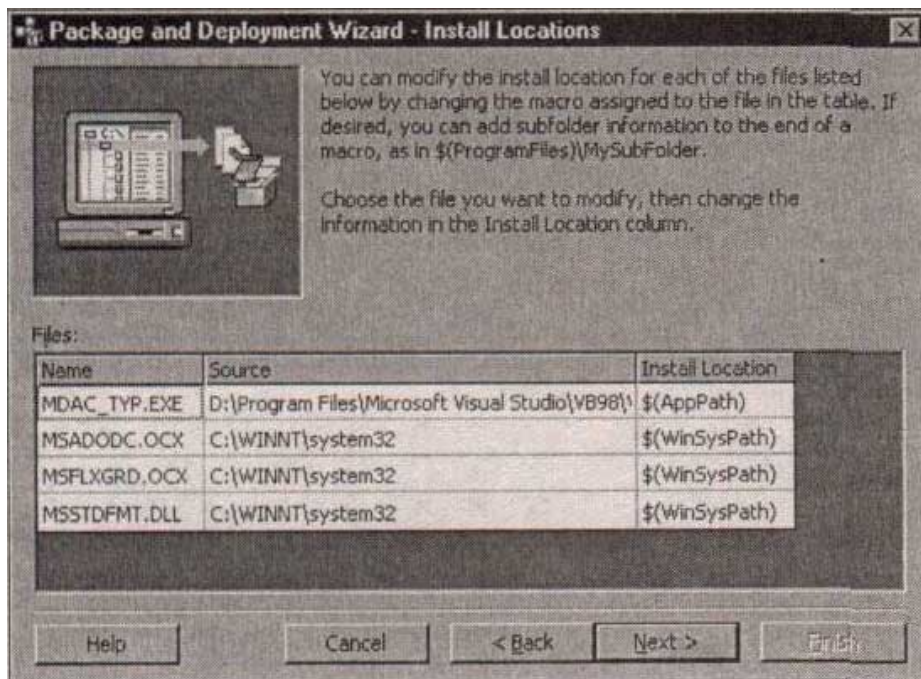 Package and Deployment Wizard - Install Locations
You can modify the install location for each of the files listed
below by changing the macro assigned to the file in the table. If
desired, you can add subfolder information to the end of a
macro, as in $(ProgramFiles)\MySubFolder.
Choose the file you want to modify, then change the
information in the Install Location column.
Files:
Name Source Install Location
MDAC_TYP.EXE D:\Program Files\Microsoft Visual Studio\VB98\ $(AppPath)
MSADODC.OCX C:\WINNT\system32 $(WinSysPath)
MSFLXGRD.OCX C:\WINNT\system32 $(WinSysPath)
MSSTDFMT.DLL C:\WINNT\system32 $(WinSysPath)
Help Cancel < Back Next > Finish